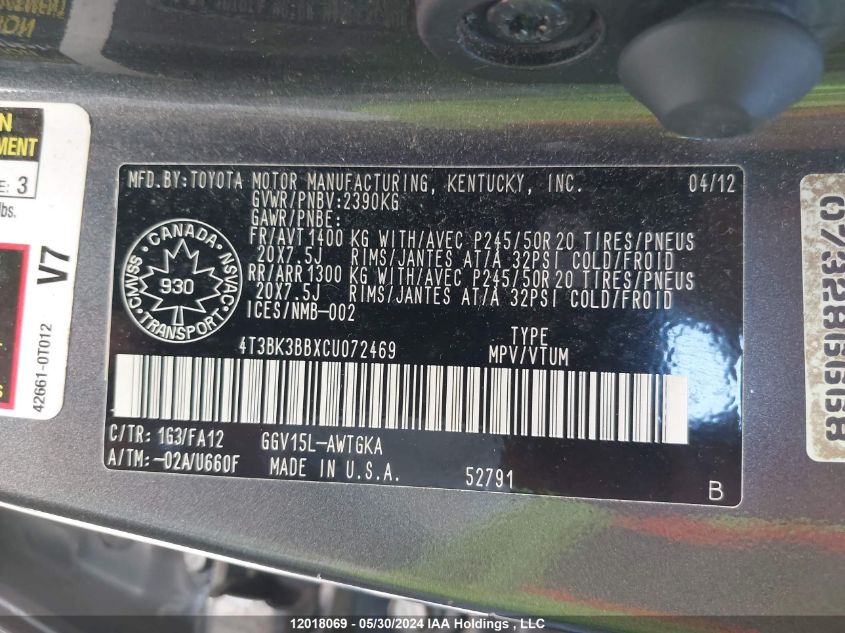 MFD.BY:TOYOTA MOTOR MANUFACTURING, KENTUCKY, INC. 04/12
GVWR/PNBV:2390KG
GAWR/PNBE:
FR/AVT1400 KG WITH/AVEC P245/50R20 TIRES/PNEUS
20X7.5J RIMS/JANTES AT/A 32PSI COLD/FROID
RR/ARR1300 KG WITH/AVEC P245/50R20 TIRES/PNEUS
20X7.5J RIMS/JANTES AT/A 32PSI COLD/FROID
ICES/NMB-002
CANADA
CMVSS NSVAC
930
TRANSPORT
4T3BK3BBXCU072469
TYPE
MPV/VTUM
C/TR: 1G3/FA12 GGV15L-AWTGKA
A/TM:-02A/U660F MADE IN U.S.A. 52791
B
E: 3
lbs.
V7
42661-0T012
12018069 - 05/30/2024 IAA Holdings , LLC